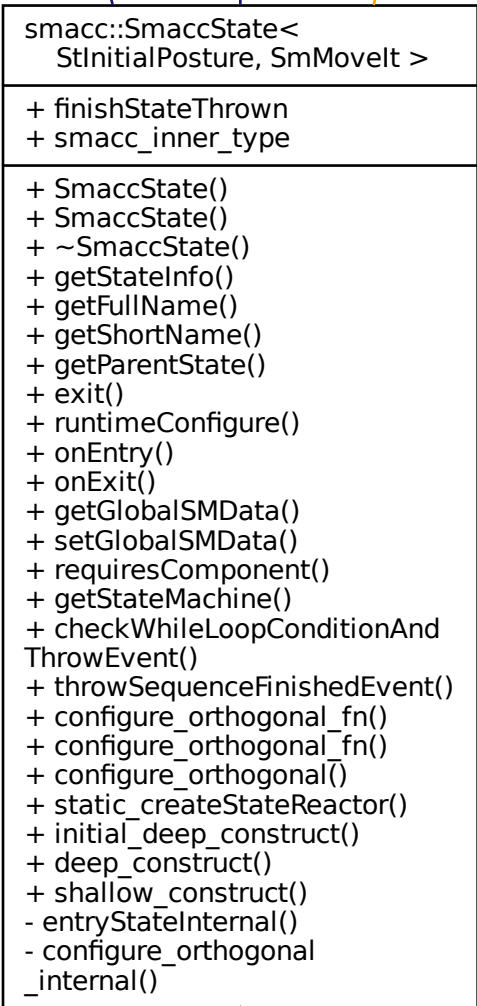 smacc::SmaccState<
StInitialPosture, SmMoveIt >
+ finishStateThrown
+ smacc_inner_type
+ SmaccState()
+ SmaccState()
+ ~SmaccState()
+ getStateInfo()
+ getFullName()
+ getShortName()
+ getParentState()
+ exit()
+ runtimeConfigure()
+ onEntry()
+ onExit()
+ getGlobalSMData()
+ setGlobalSMData()
+ requiresComponent()
+ getStateMachine()
+ checkWhileLoopConditionAnd
ThrowEvent()
+ throwSequenceFinishedEvent()
+ configure_orthogonal_fn()
+ configure_orthogonal_fn()
+ configure_orthogonal()
+ static_createStateReactor()
+ initial_deep_construct()
+ deep_construct()
+ shallow_construct()
- entryStateInternal()
- configure_orthogonal
_internal()